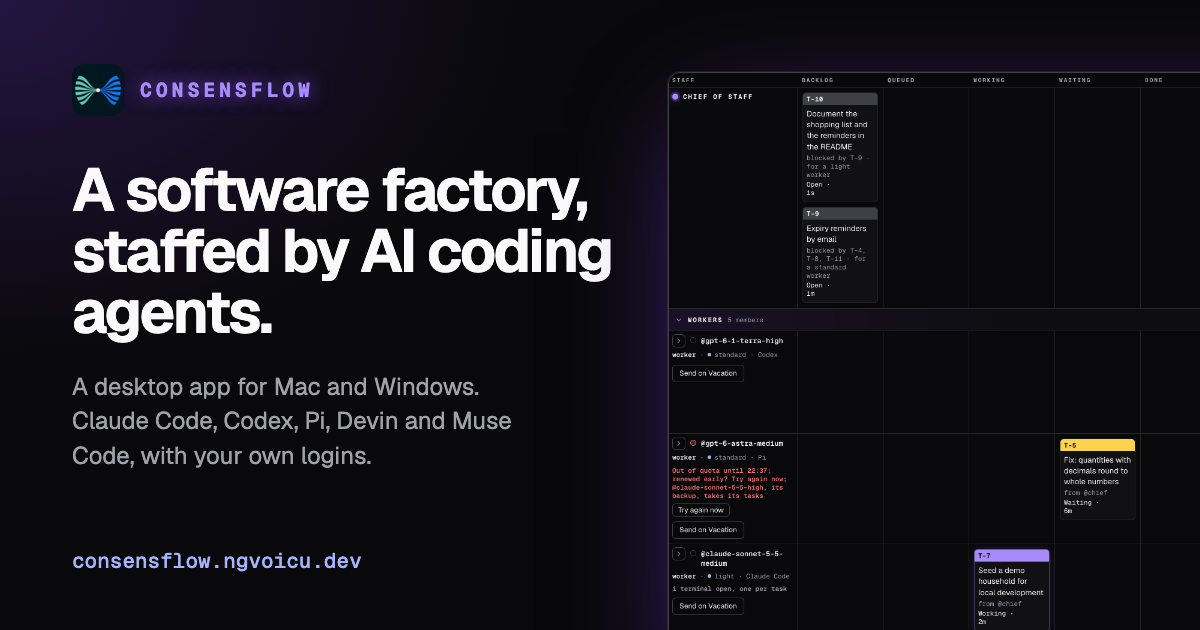 CONSENSFLOW
A software factory,
staffed by AI coding
agents.
A desktop app for Mac and Windows.
Claude Code, Codex, Pi, Devin and Muse
Code, with your own logins.
consensflow.ngvoicu.dev
STAFF
BACKLOG
QUEUED
WORKING
WAITING
DONE
CHIEF OF STAFF
T-10
Document the
shopping list and
the reminders in
the README
blocked by T-9 ·
for a light
worker
Open ·
1s
T-9
Expiry reminders
by email
blocked by T-4,
T-8, T-11 · for
a standard
worker
Open ·
1m
WORKERS 5 members
@gpt-6-1-terra-high
worker · standard · Codex
Send on Vacation
@gpt-6-astra-medium
worker · standard · Pi
Out of quota until 22:37;
renewed early? Try again now;
@claude-sonnet-5-5-high, its
backup, takes its tasks
Try again now
Send on Vacation
T-5
Fix: quantities with
decimals round to
whole numbers
from @chief
Waiting ·
6m
@claude-sonnet-5-5-
medium
worker · light · Claude Code
1 terminal open, one per task
Send on Vacation
T-7
Seed a demo
household for
local development
from @chief
Working ·
2m